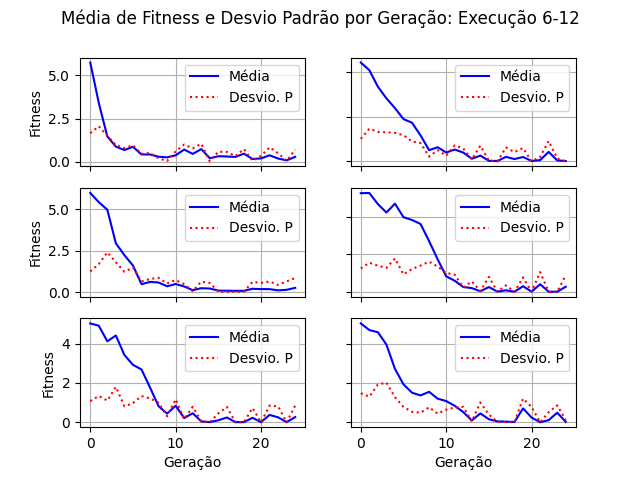 Média de Fitness e Desvio Padrão por Geração: Execução 6-12
5.0
2.5
0.0
Fitness
Média
Desvio. P
Média
Desvio. P
5.0
2.5
0.0
Fitness
Média
Desvio. P
Média
Desvio. P
4
2
0
Fitness
Média
Desvio. P
0
10
20
Geração
Média
Desvio. P
0
10
20
Geração